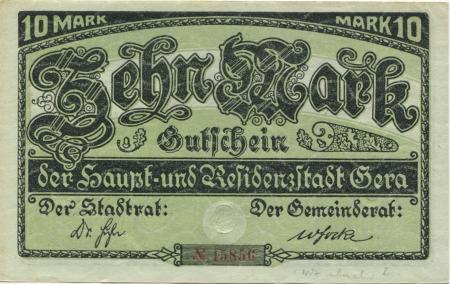 10 MARK MARK 10
Zehn Mark
Gutschein
der Haupt-und Residenzstadt Gera
Der Stadtrat: Der Gemeinderat:
№ 15856